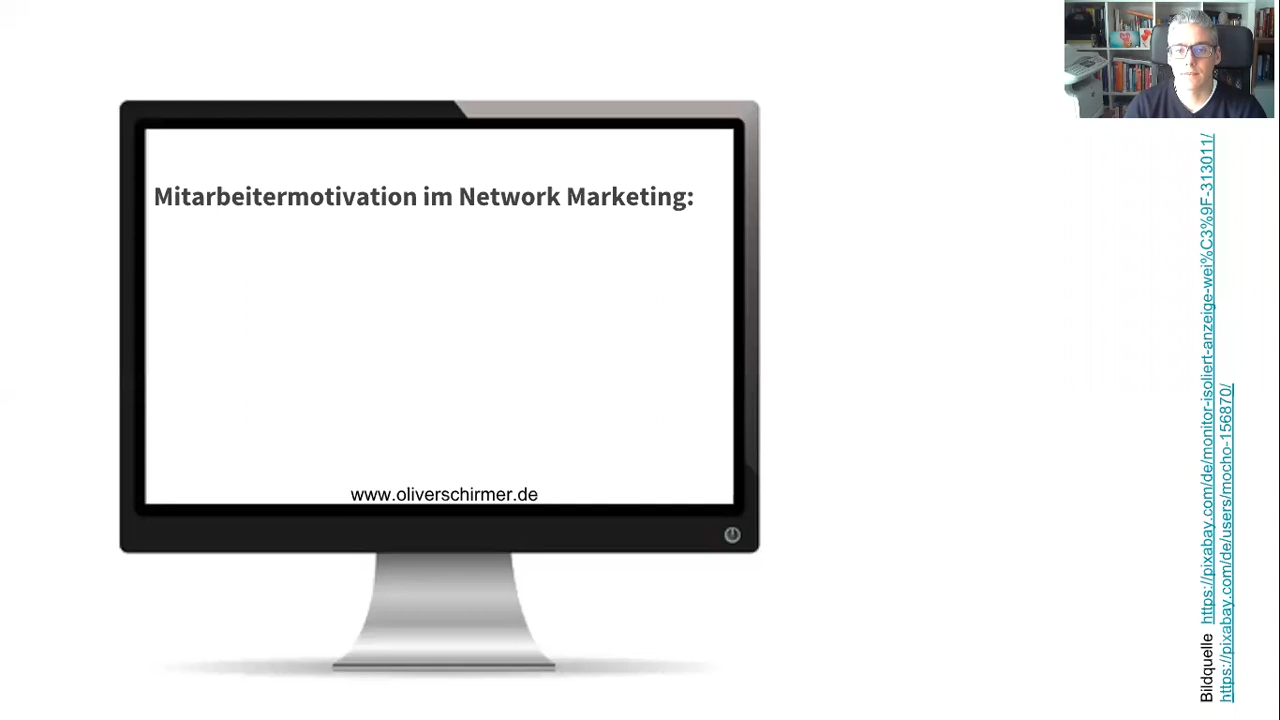 Mitarbeitermotivation im Network Marketing:
www.oliverschirmer.de
Bildquelle https://pixabay.com/de/monitor-isoliert-anzeige-wei%C3%9F-313011/
https://pixabay.com/de/users/mocho-156870/